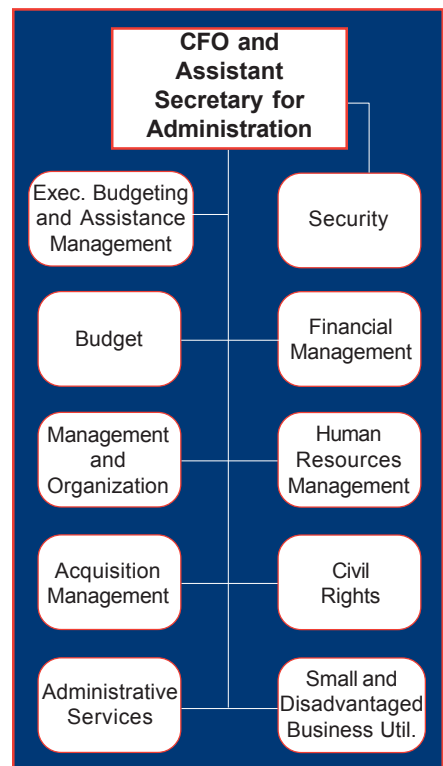 CFO and
Assistant
Secretary for
Administration
Exec. Budgeting
and Assistance
Management
Security
Budget
Financial
Management
Management
and
Organization
Human
Resources
Management
Acquisition
Management
Civil
Rights
Administrative
Services
Small and
Disadvantaged
Business Util.